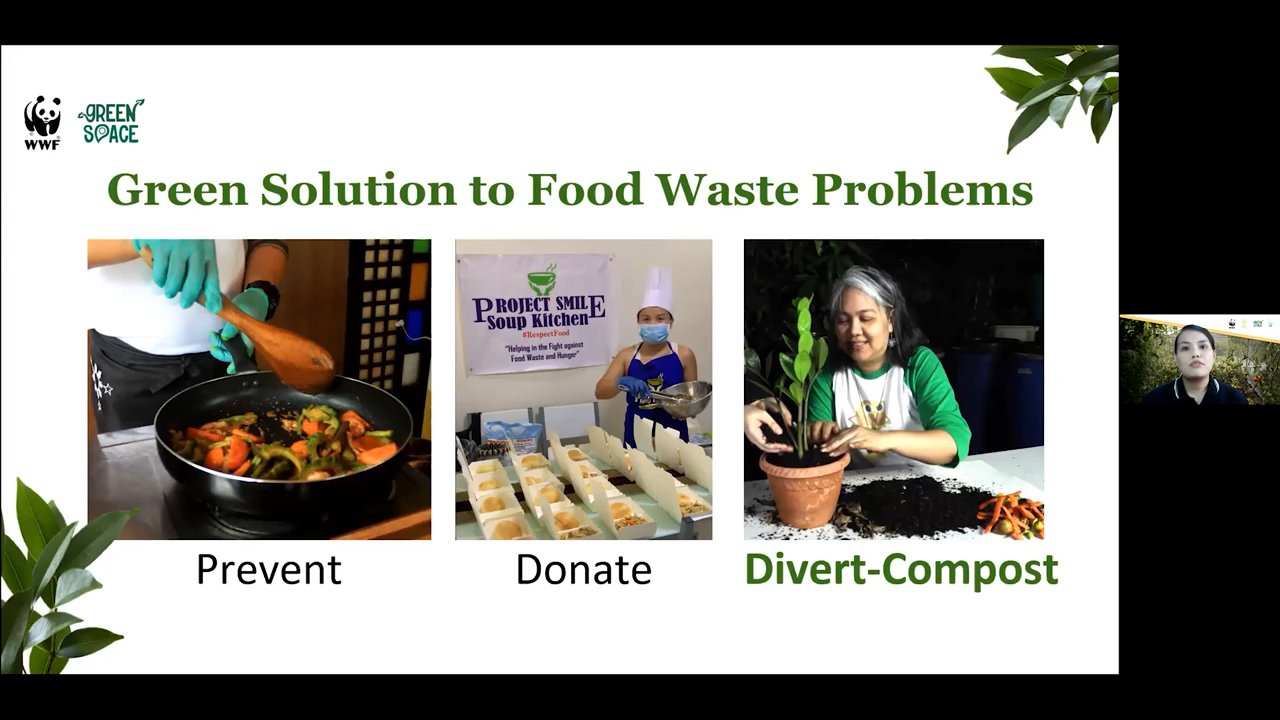 WWF
GREEN
SPACE
Green Solution to Food Waste Problems
PROJECT SMILE
Soup Kitchen
#RespectFood
"Helping in the Fight against
Food Waste and Hunger"
Prevent
Donate
Divert-Compost